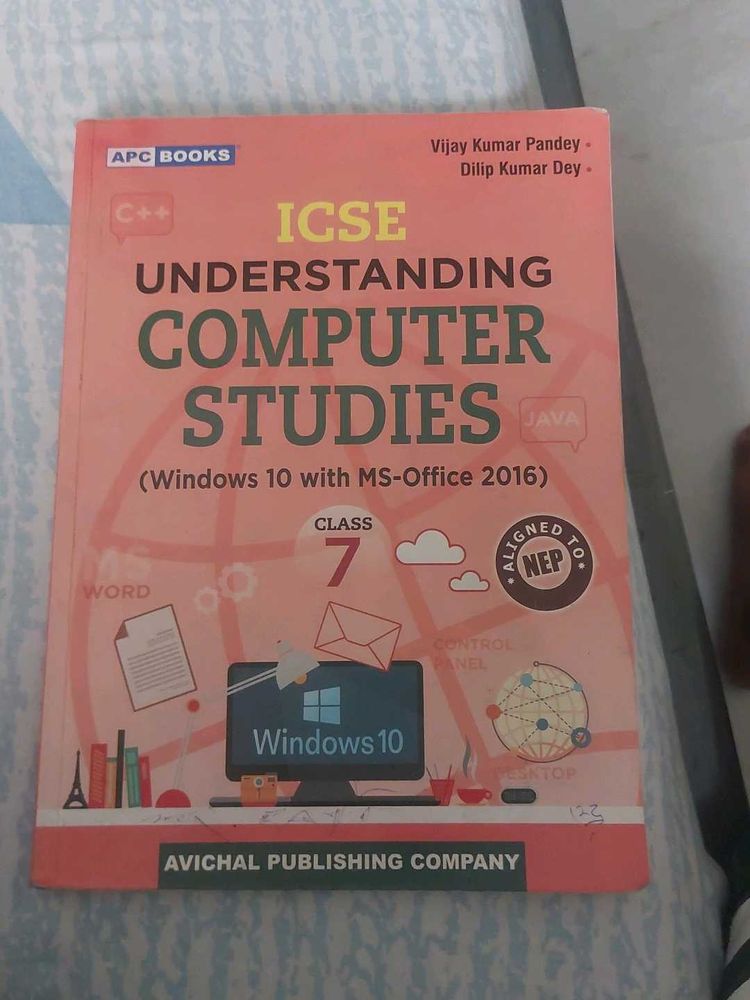 APC BOOKS
Vijay Kumar Pandey •
Dilip Kumar Dey •
C++
ICSE
UNDERSTANDING
COMPUTER
STUDIES
JAVA
(Windows 10 with MS-Office 2016)
CLASS
7
ALIGNED TO
NEP
MS
WORD
CONTROL
PANEL
Windows 10
DESKTOP
AVICHAL PUBLISHING COMPANY